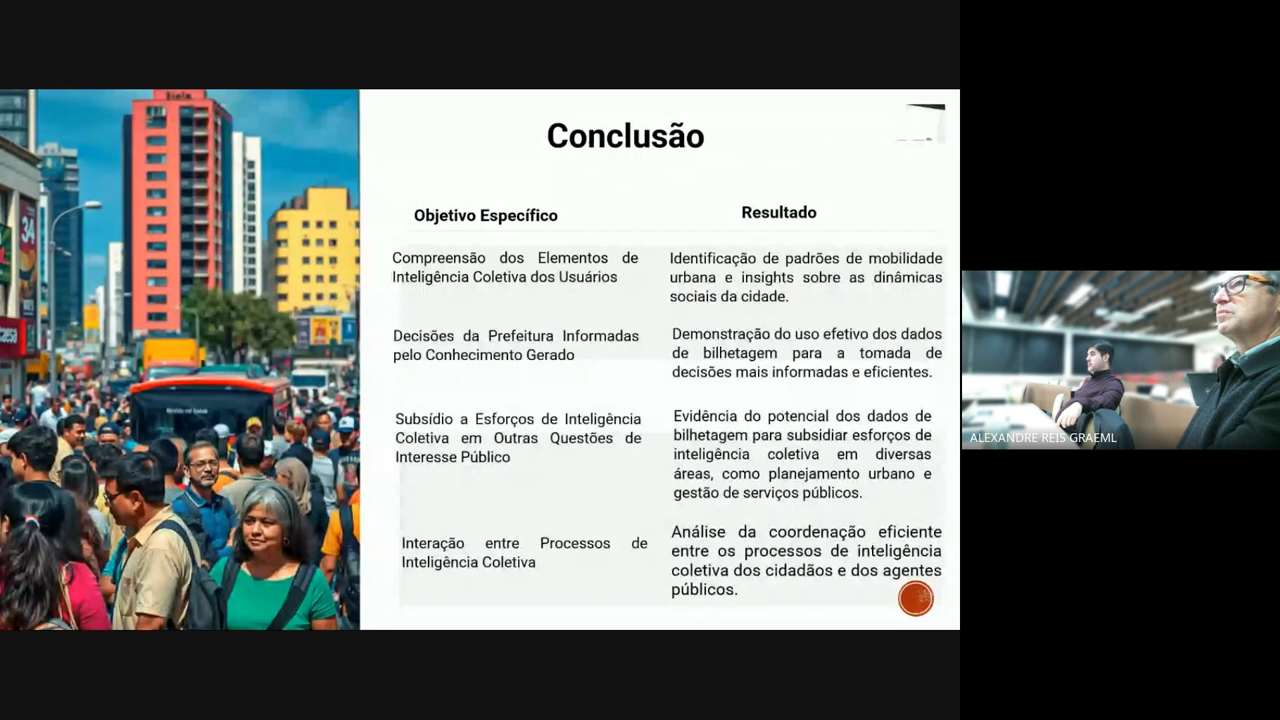 Conclusão
Objetivo Específico
Resultado
Compreensão dos Elementos de
Inteligência Coletiva dos Usuários
Identificação de padrões de mobilidade
urbana e insights sobre as dinâmicas
sociais da cidade.
Decisões da Prefeitura Informadas
pelo Conhecimento Gerado
Demonstração do uso efetivo dos dados
de bilhetagem para a tomada de
decisões mais informadas e eficientes.
Subsídio a Esforços de Inteligência
Coletiva em Outras Questões de
Interesse Público
Evidência do potencial dos dados de
bilhetagem para subsidiar esforços de
inteligência coletiva em diversas
áreas, como planejamento urbano e
gestão de serviços públicos.
Interação entre Processos de
Inteligência Coletiva
Análise da coordenação eficiente
entre os processos de inteligência
coletiva dos cidadãos e dos agentes
públicos.
34
ALEXANDRE REIS GRAEML